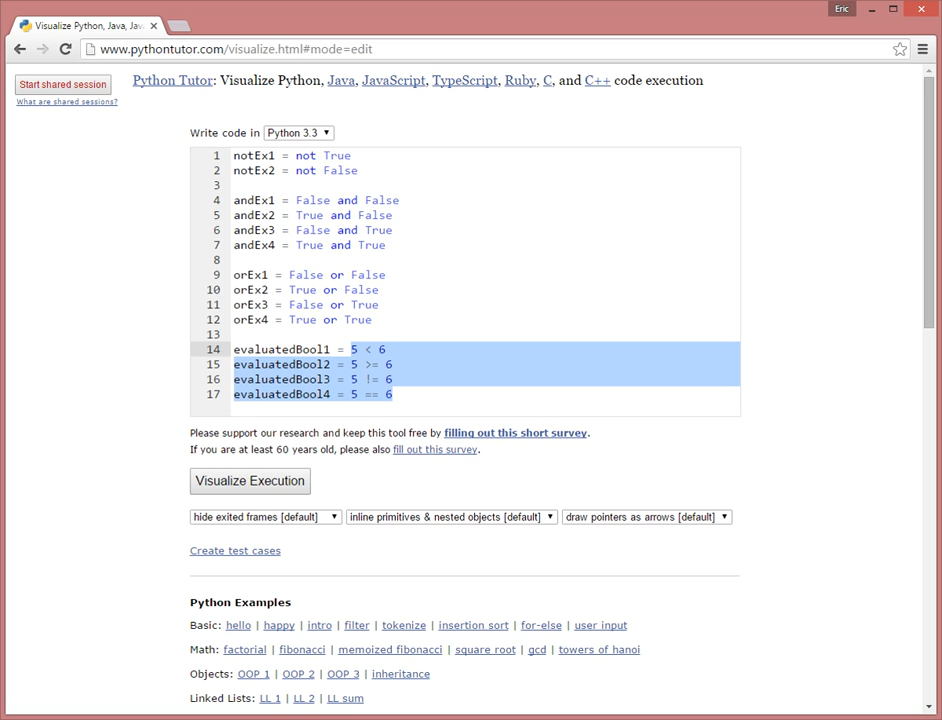 Eric
Visualize Python, Java, Jav
www.pythontutor.com/visualize.html#mode=edit
Start shared session
What are shared sessions?
Python Tutor: Visualize Python, Java, JavaScript, TypeScript, Ruby, C, and C++ code execution
Write code in Python 3.3
1 notEx1 = not True
2 notEx2 = not False
3
4 andEx1 = False and False
5 andEx2 = True and False
6 andEx3 = False and True
7 andEx4 = True and True
8
9 orEx1 = False or False
10 orEx2 = True or False
11 orEx3 = False or True
12 orEx4 = True or True
13
14 evaluatedBool1 = 5 < 6
15 evaluatedBool2 = 5 >= 6
16 evaluatedBool3 = 5 != 6
17 evaluatedBool4 = 5 == 6
Please support our research and keep this tool free by filling out this short survey.
If you are at least 60 years old, please also fill out this survey.
Visualize Execution
hide exited frames [default] inline primitives & nested objects [default] draw pointers as arrows [default]
Create test cases
Python Examples
Basic: hello | happy | intro | filter | tokenize | insertion sort | for-else | user input
Math: factorial | fibonacci | memoized fibonacci | square root | gcd | towers of hanoi
Objects: OOP 1 | OOP 2 | OOP 3 | inheritance
Linked Lists: LL 1 | LL 2 | LL sum